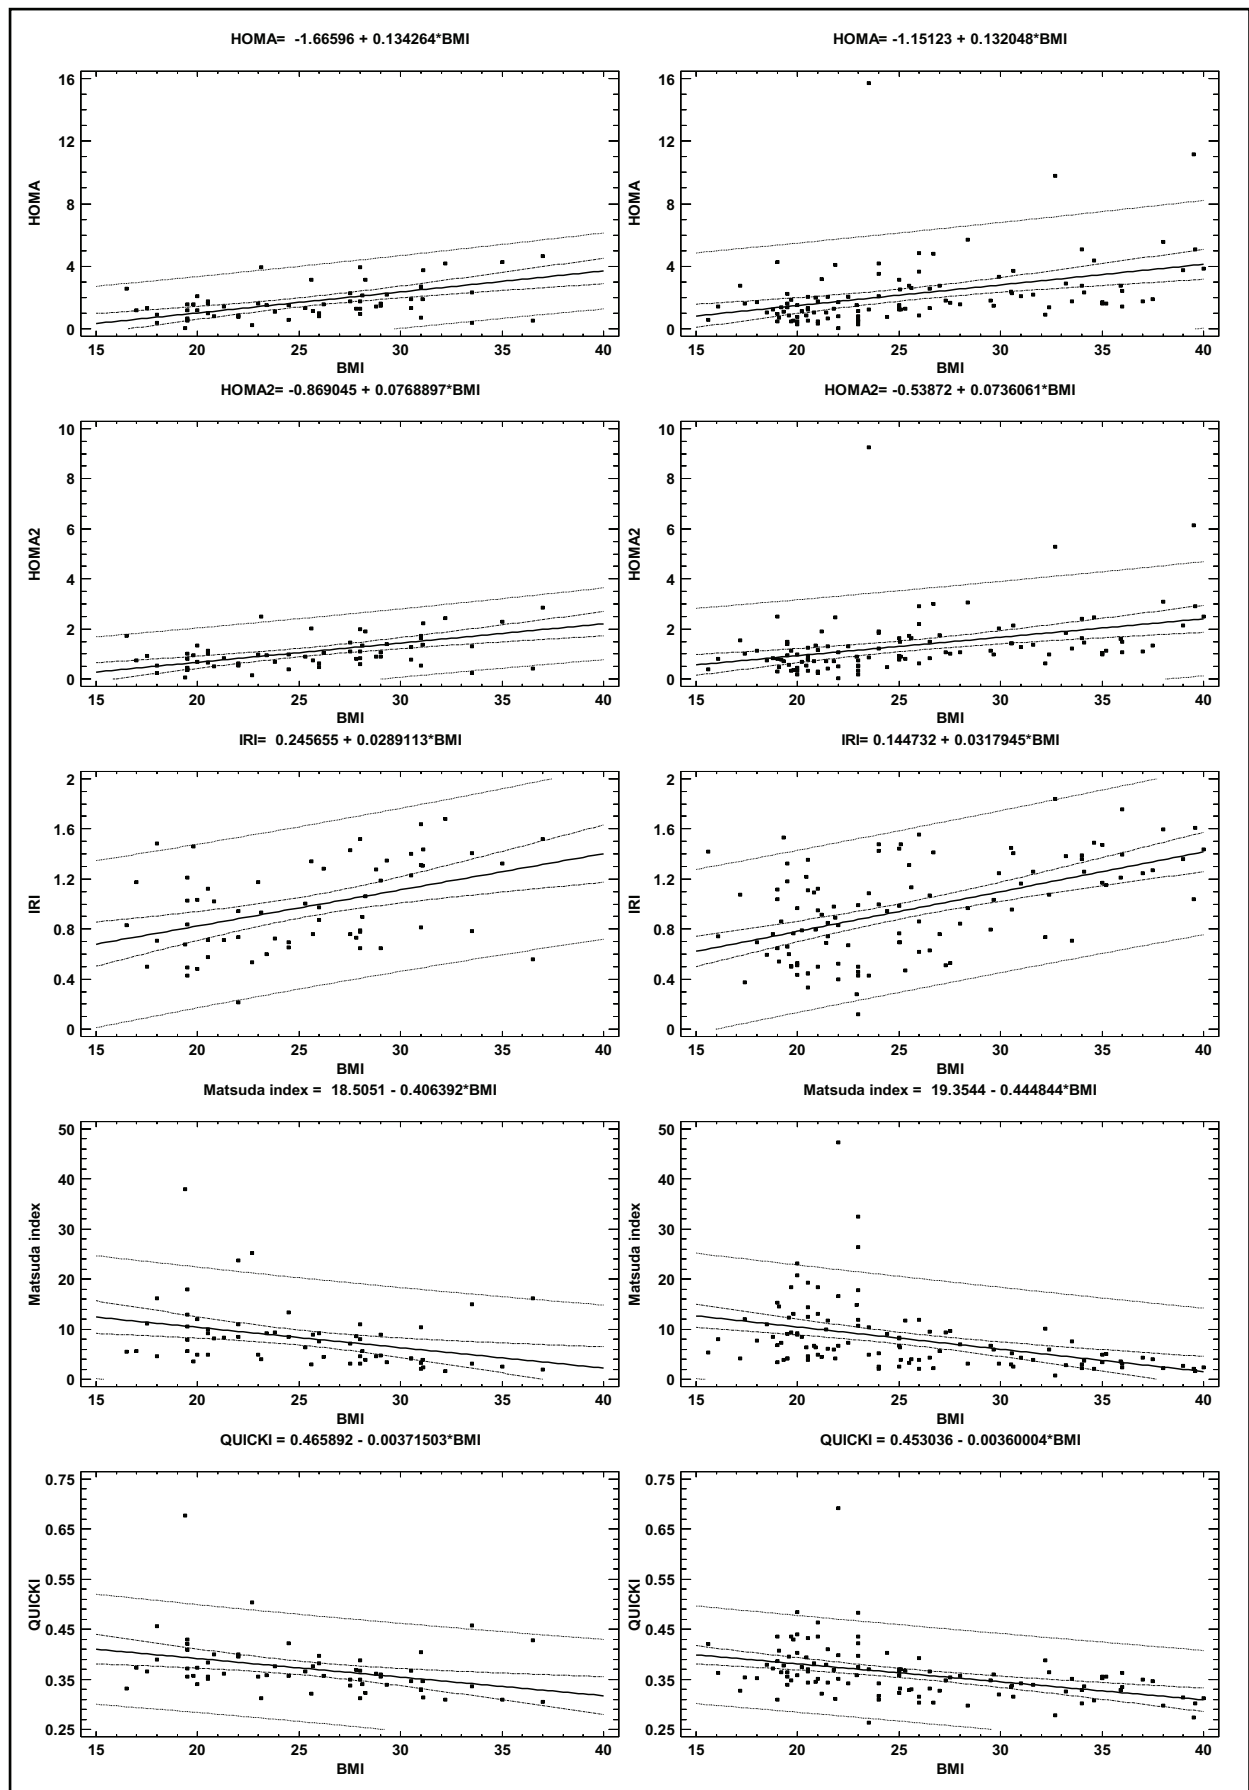 HOMA= -1.66596 + 0.134264*BMI
16
12
8
4
0
HOMA
15 20 25 30 35 40
BMI
HOMA= -1.15123 + 0.132048*BMI
16
12
8
4
0
HOMA
15 20 25 30 35 40
BMI
HOMA2= -0.869045 + 0.0768897*BMI
10
8
6
4
2
0
HOMA2
15 20 25 30 35 40
BMI
HOMA2= -0.53872 + 0.0736061*BMI
10
8
6
4
2
0
HOMA2
15 20 25 30 35 40
BMI
IRI= 0.245655 + 0.0289113*BMI
2
1.6
1.2
0.8
0.4
0
IRI
15 20 25 30 35 40
BMI
IRI= 0.144732 + 0.0317945*BMI
2
1.6
1.2
0.8
0.4
0
IRI
15 20 25 30 35 40
BMI
Matsuda index = 18.5051 - 0.406392*BMI
50
40
30
20
10
0
Matsuda index
15 20 25 30 35 40
BMI
Matsuda index = 19.3544 - 0.444844*BMI
50
40
30
20
10
0
Matsuda index
15 20 25 30 35 40
BMI
QUICKI = 0.465892 - 0.00371503*BMI
0.75
0.65
0.55
0.45
0.35
0.25
QUICKI
15 20 25 30 35 40
BMI
QUICKI = 0.453036 - 0.00360004*BMI
0.75
0.65
0.55
0.45
0.35
0.25
QUICKI
15 20 25 30 35 40
BMI